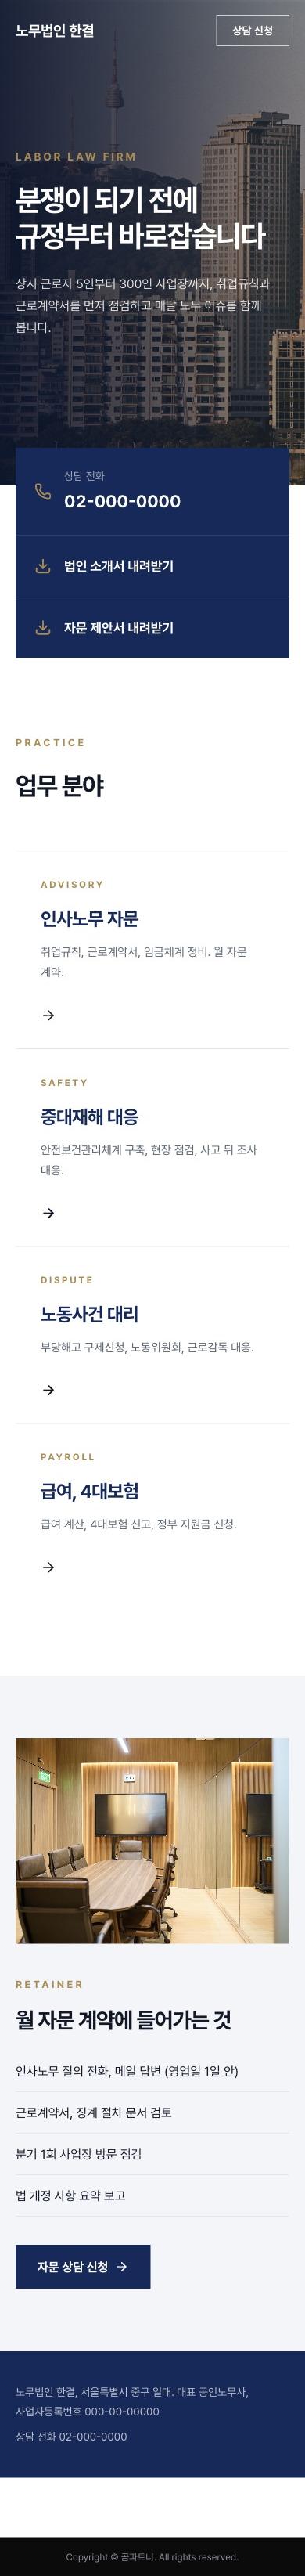 노무법인 한결
상담 신청
LABOR LAW FIRM
분쟁이 되기 전에
규정부터 바로잡습니다
상시 근로자 5인부터 300인 사업장까지, 취업규칙과
근로계약서를 먼저 점검하고 매달 노무 이슈를 함께
봅니다.
상담 전화
02-000-0000
법인 소개서 내려받기
자문 제안서 내려받기
PRACTICE
업무 분야
ADVISORY
인사노무 자문
취업규칙, 근로계약서, 임금체계 정비. 월 자문
계약.
SAFETY
중대재해 대응
안전보건관리체계 구축, 현장 점검, 사고 뒤 조사
대응.
DISPUTE
노동사건 대리
부당해고 구제신청, 노동위원회, 근로감독 대응.
PAYROLL
급여, 4대보험
급여 계산, 4대보험 신고, 정부 지원금 신청.
RETAINER
월 자문 계약에 들어가는 것
인사노무 질의 전화, 메일 답변 (영업일 1일 안)
근로계약서, 징계 절차 문서 검토
분기 1회 사업장 방문 점검
법 개정 사항 요약 보고
자문 상담 신청
노무법인 한결, 서울특별시 중구 일대. 대표 공인노무사,
사업자등록번호 000-00-00000
상담 전화 02-000-0000
Copyright © 곰파트너. All rights reserved.